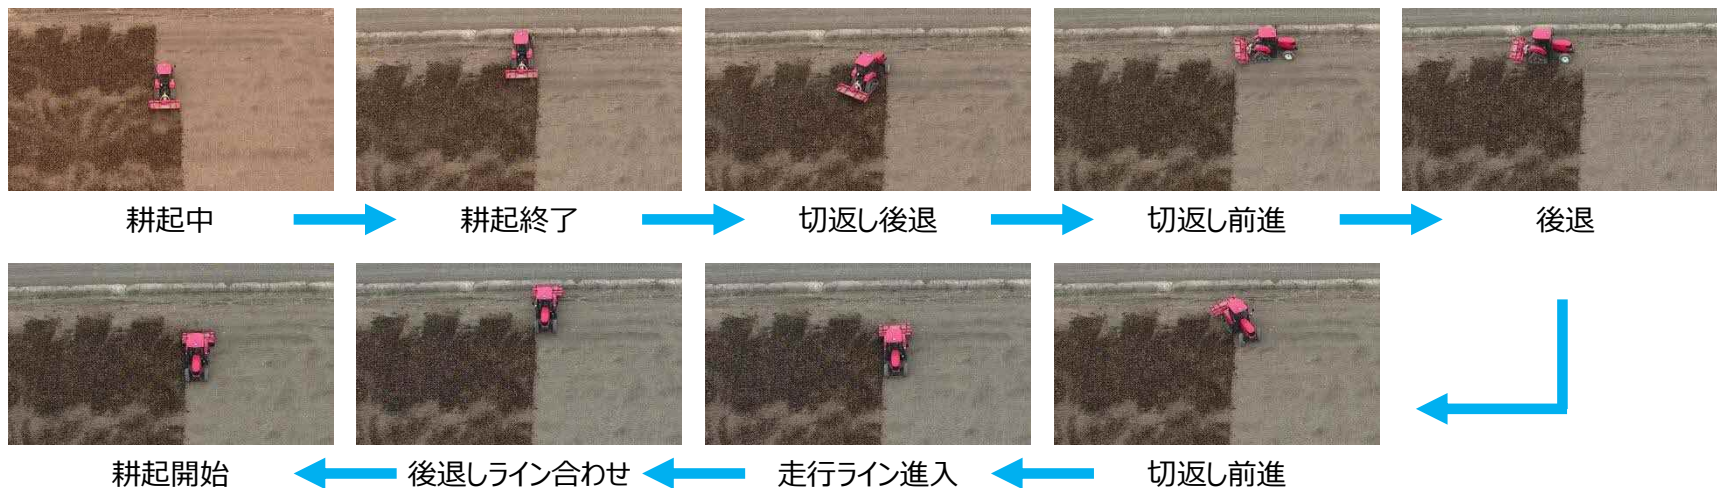 耕起中
耕起終了
切返し後退
切返し前進
後退
切返し前進
走行ライン進入
後退しライン合わせ
耕起開始